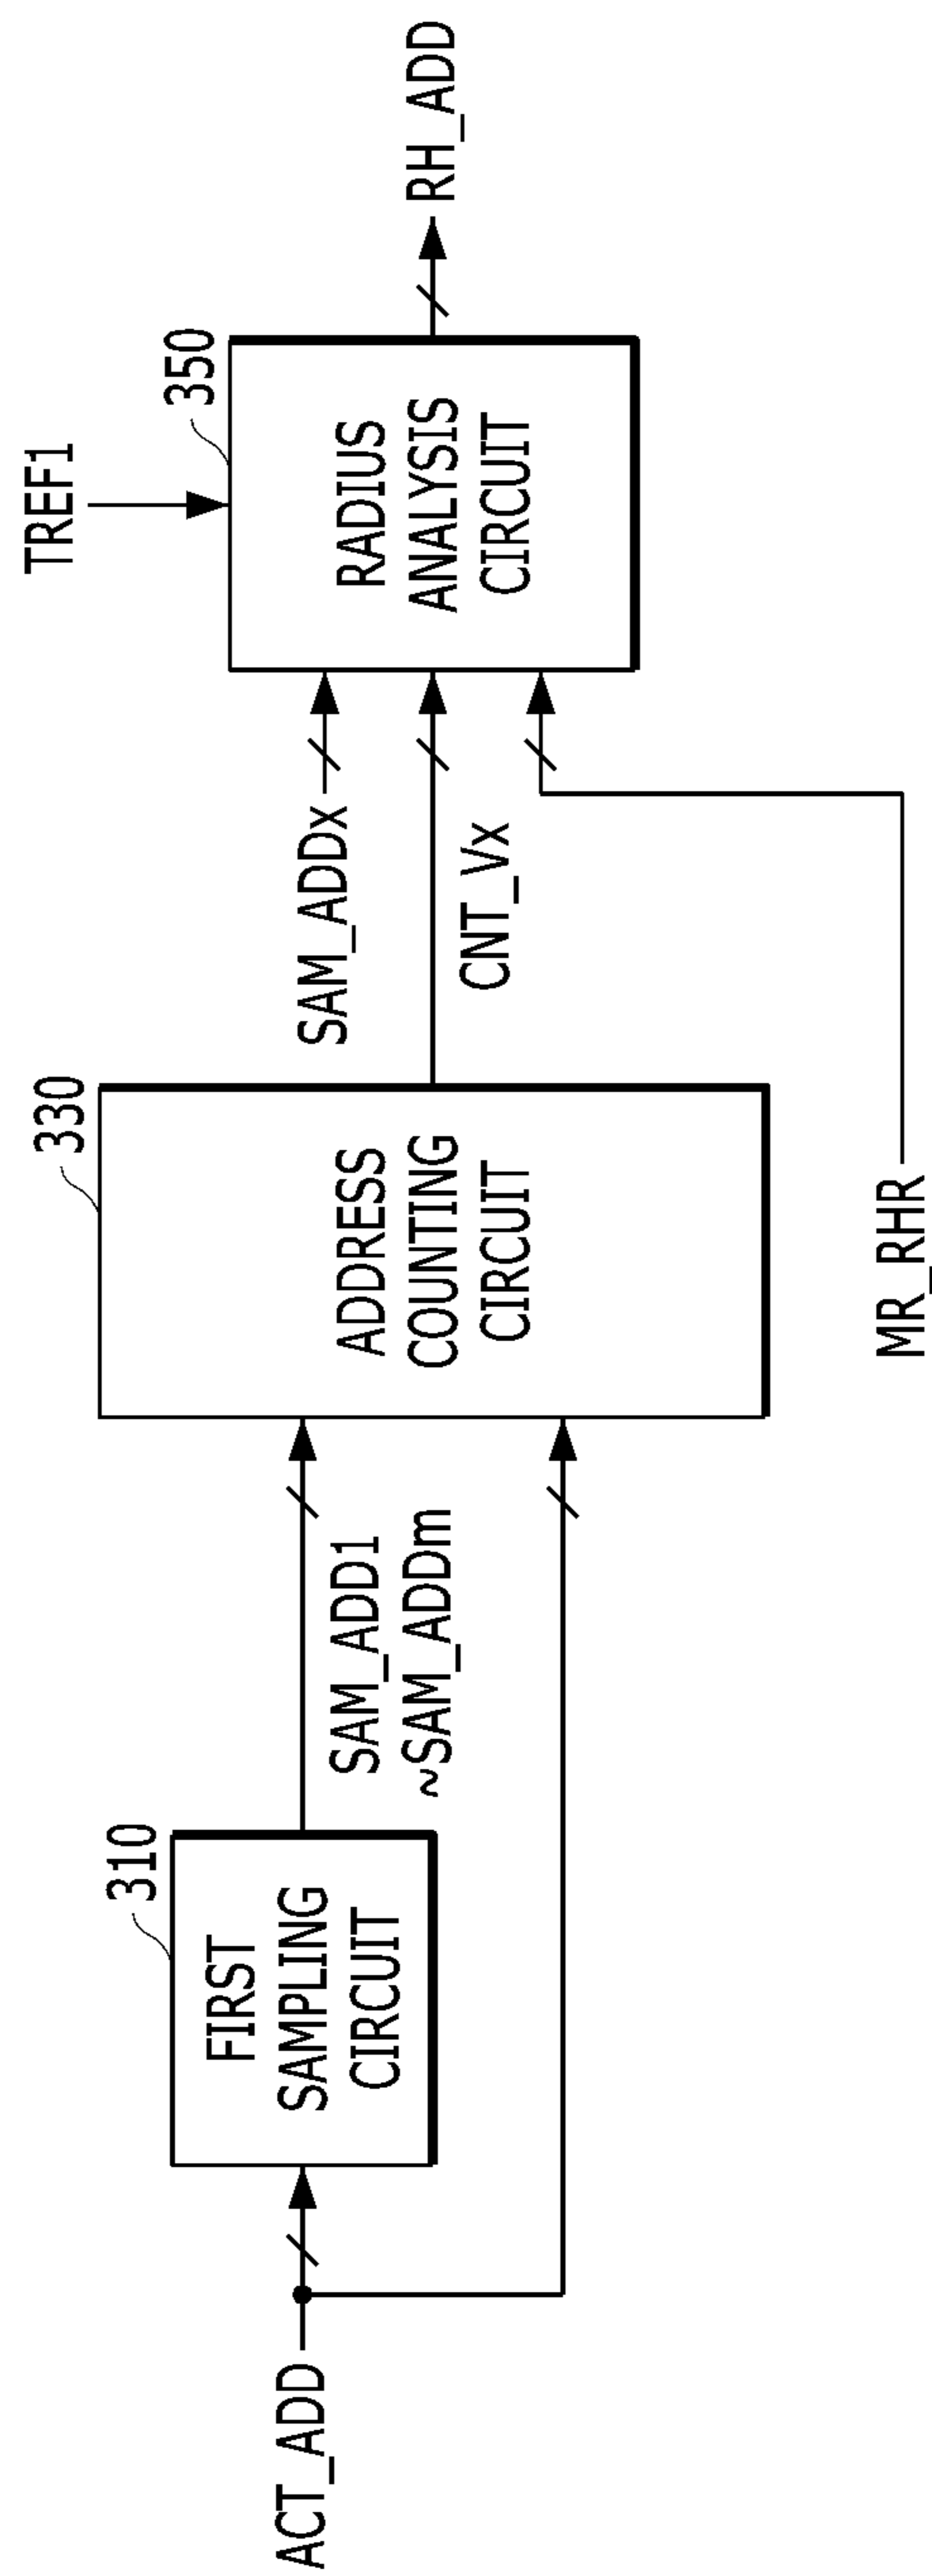 ACT_ADD
310
FIRST
SAMPLING
CIRCUIT
SAM_ADD1
~SAM_ADDm
330
ADDRESS
COUNTING
CIRCUIT
SAM_ADDx
CNT_Vx
MR_RHR
TREF1
350
RADIUS
ANALYSIS
CIRCUIT
RH_ADD